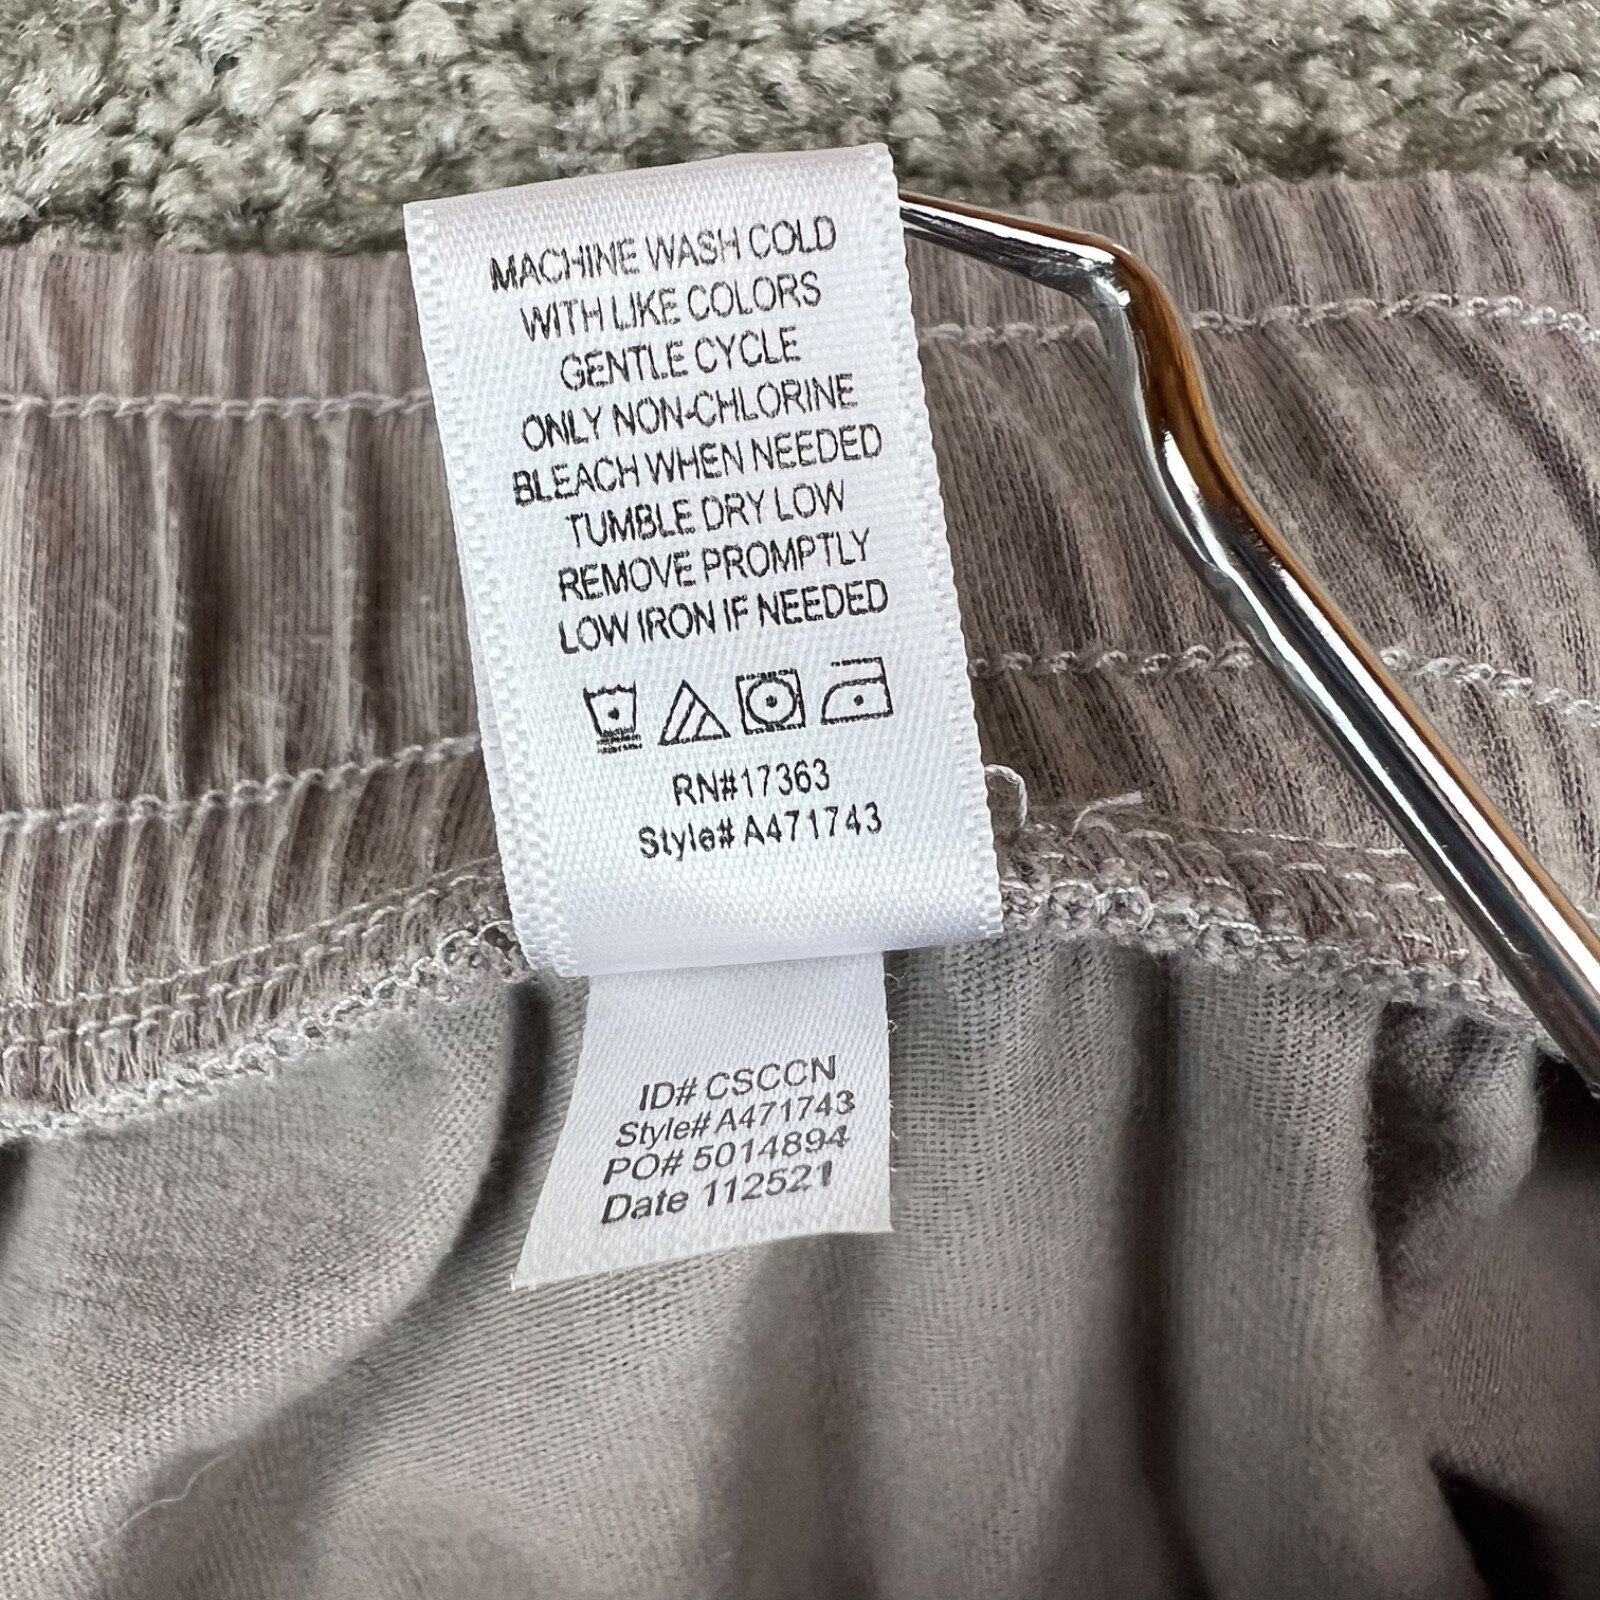 MACHINE WASH COLD
WITH LIKE COLORS
GENTLE CYCLE
ONLY NON-CHLORINE
BLEACH WHEN NEEDED
TUMBLE DRY LOW
REMOVE PROMPTLY
LOW IRON IF NEEDED
RN#17363
Style# A471743
ID# CSCCN
Style# A471743
PO# 5014894
Date 112521